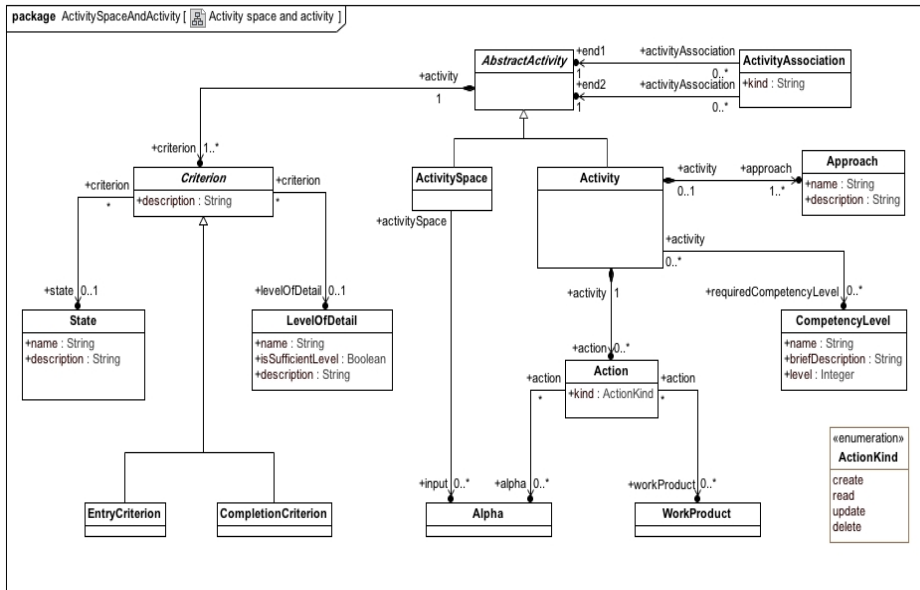 package ActivitySpaceAndActivity [ Activity space and activity ]
AbstractActivity
+end1
+activityAssociation
1
0..*
+end2
+activityAssociation
1
0..*
ActivityAssociation
+kind : String
+activity
1
+criterion
1..*
Criterion
+description : String
+criterion
*
+criterion
*
ActivitySpace
+activitySpace
Activity
+activity
0..1
+approach
1..*
Approach
+name : String
+description : String
+activity
0..*
+requiredCompetencyLevel
0..*
+state
0..1
+levelOfDetail
0..1
+activity
1
State
+name : String
+description : String
LevelOfDetail
+name : String
+isSufficientLevel : Boolean
+description : String
CompetencyLevel
+name : String
+briefDescription : String
+level : Integer
+action
0..*
Action
+kind : ActionKind
+action
*
+action
*
«enumeration»
ActionKind
create
read
update
delete
+input
0..*
+alpha
0..*
+workProduct
0..*
EntryCriterion
CompletionCriterion
Alpha
WorkProduct